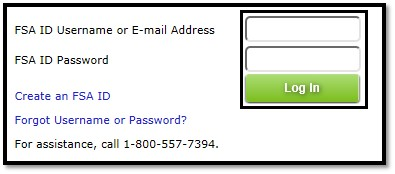 FSA ID Username or E-mail Address
FSA ID Password
Log In
Create an FSA ID
Forgot Username or Password?
For assistance, call 1-800-557-7394.